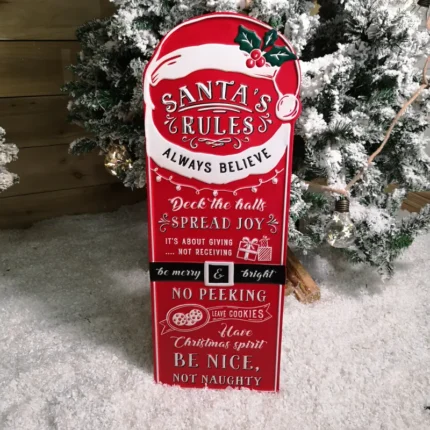 SANTA'S
RULES
ALWAYS BELIEVE
Deck the halls
SPREAD JOY
IT'S ABOUT GIVING
.... NOT RECEIVING
be merry & bright
NO PEEKING
LEAVE COOKIES
Have
Christmas spirit
BE NICE,
NOT NAUGHTY